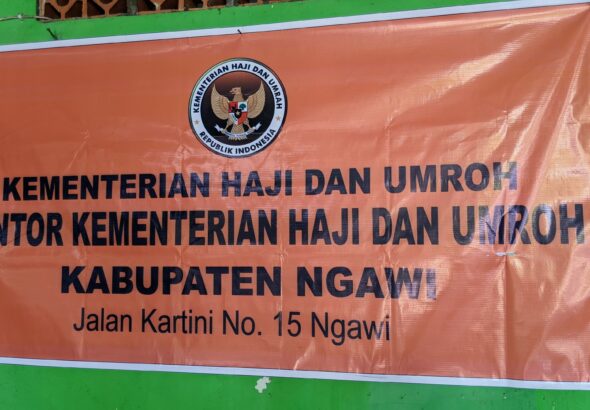 KEMENTERIAN HAJI DAN UMRAH
REPUBLIK INDONESIA
KEMENTERIAN HAJI DAN UMROH
NTOR KEMENTERIAN HAJI DAN UMROH
KABUPATEN NGAWI
Jalan Kartini No. 15 Ngawi